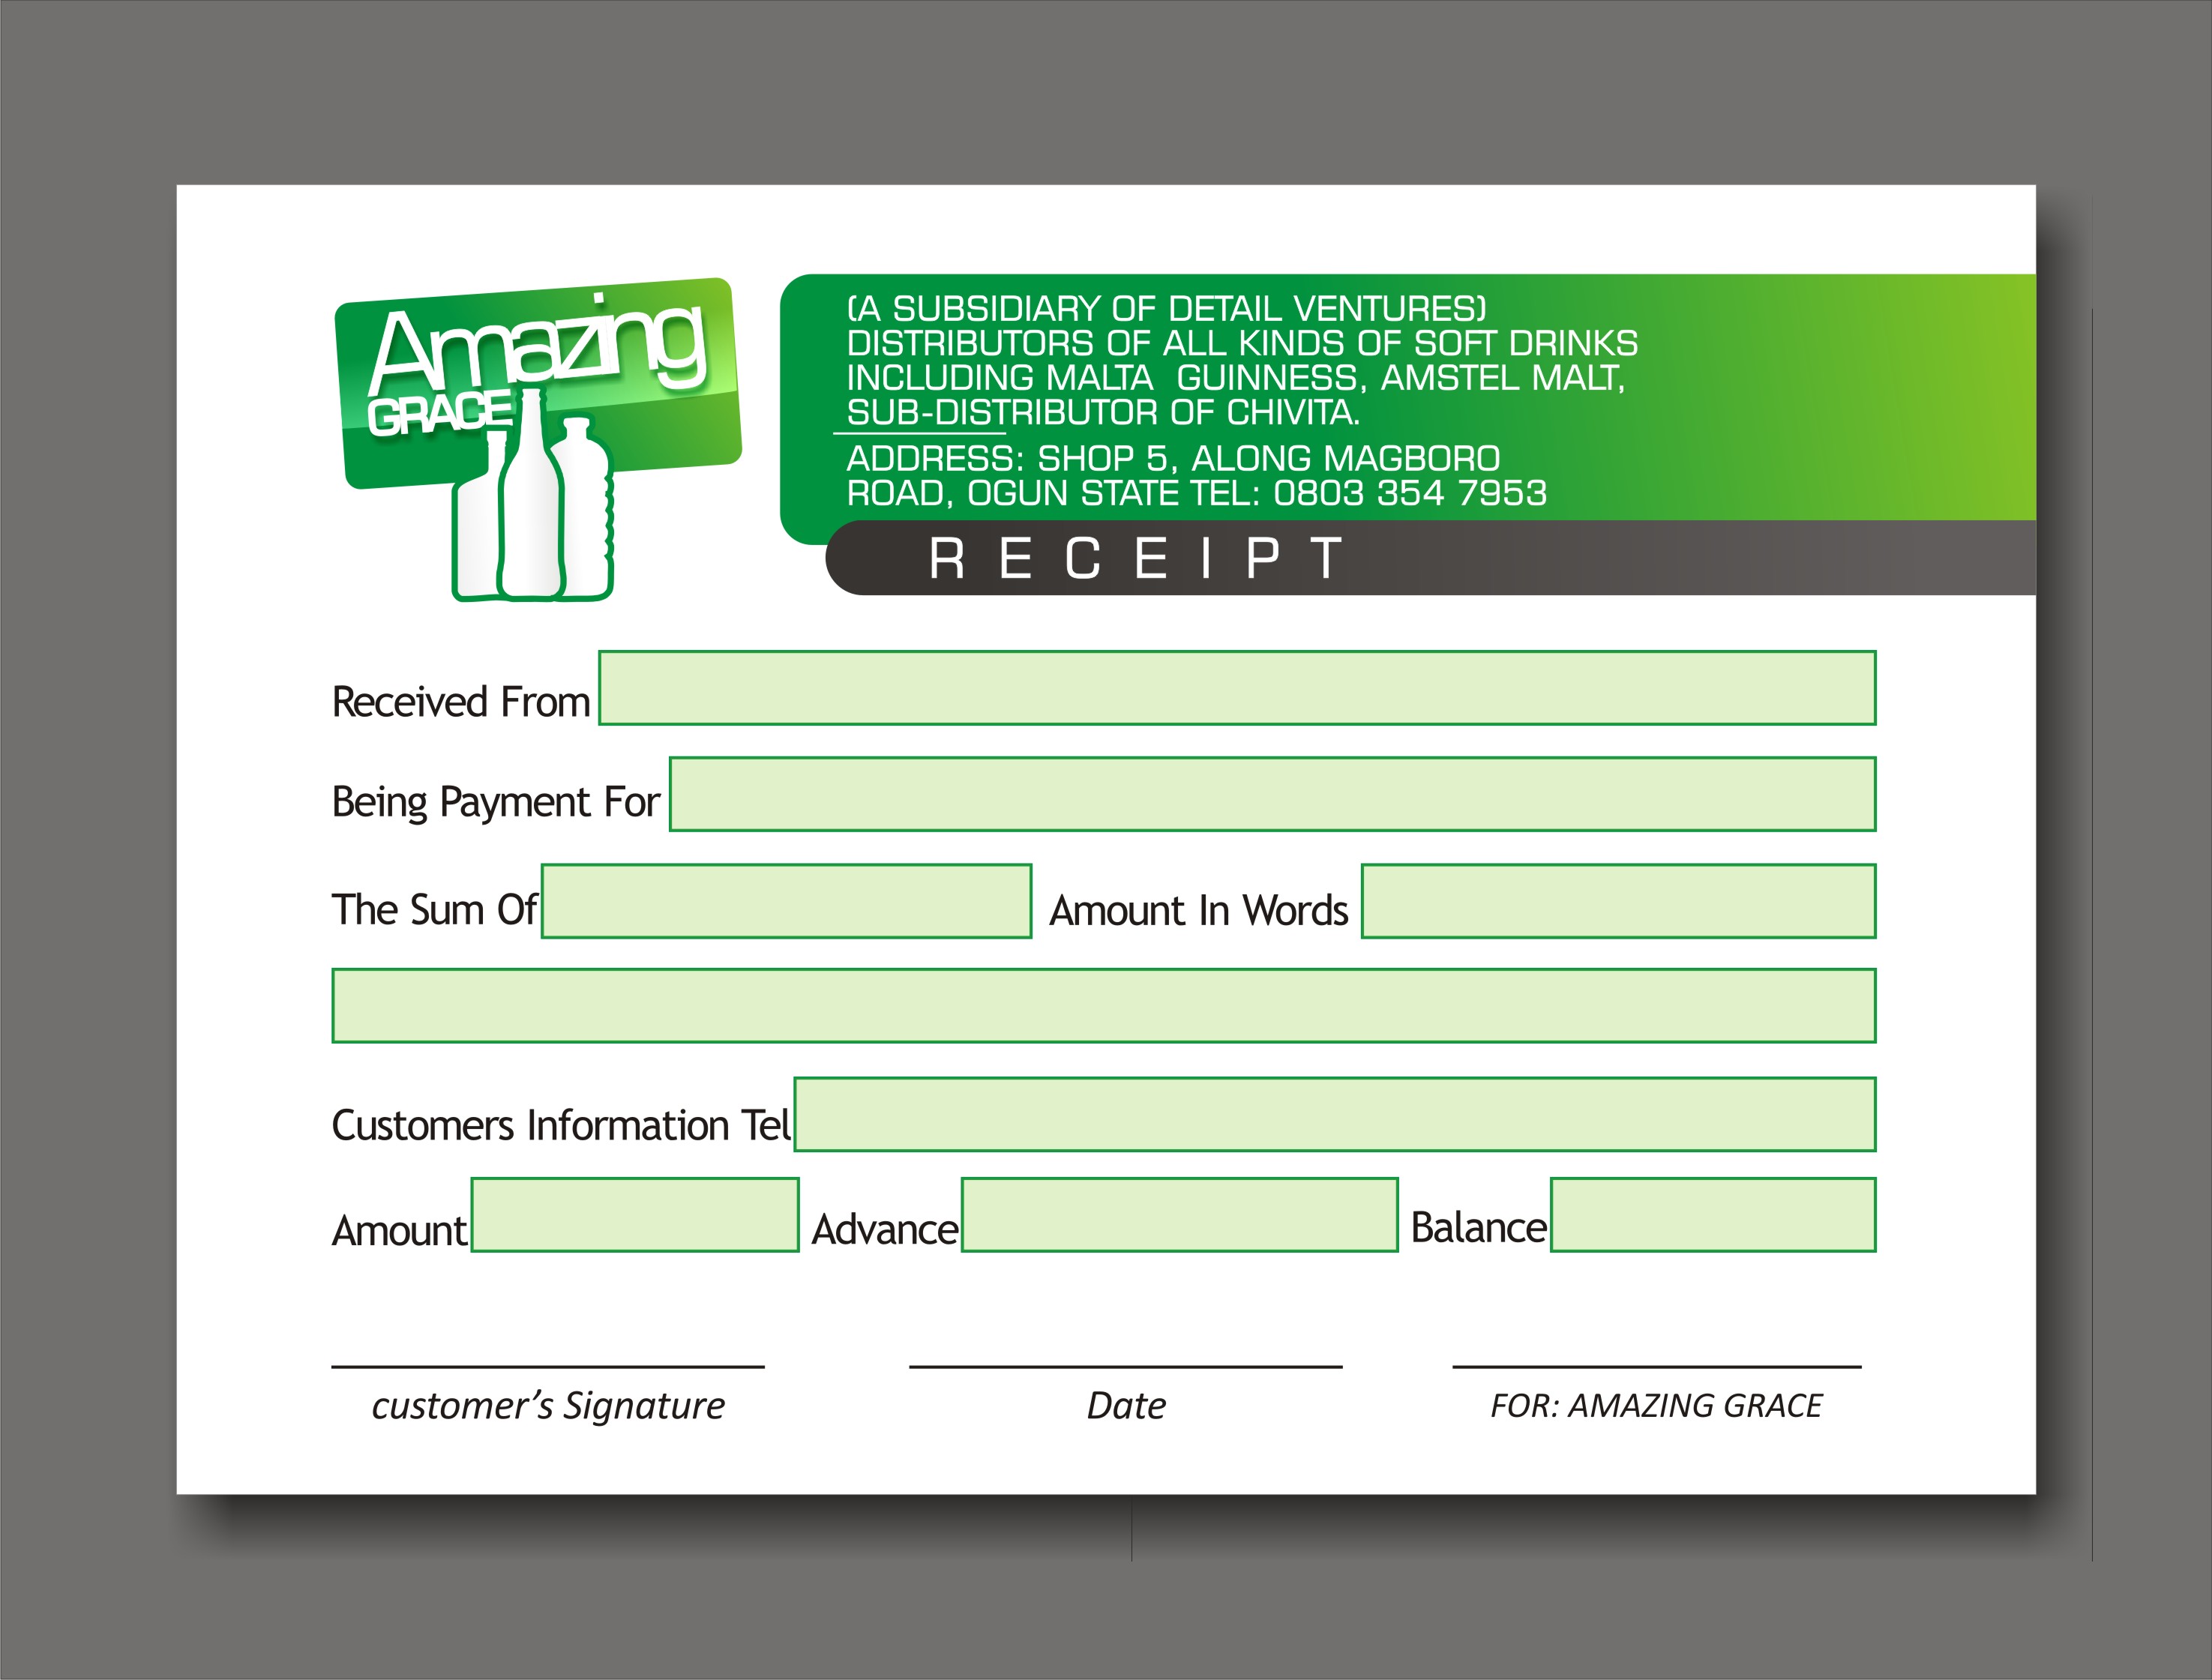 Amazing
GRACE
(A SUBSIDIARY OF DETAIL VENTURES)
DISTRIBUTORS OF ALL KINDS OF SOFT DRINKS
INCLUDING MALTA GUINNESS, AMSTEL MALT,
SUB-DISTRIBUTOR OF CHIVITA.
ADDRESS: SHOP 5, ALONG MAGBORO
ROAD, OGUN STATE TEL: 0803 354 7953
RECEIPT
Received From
Being Payment For
The Sum Of Amount In Words
Customers Information Tel
Amount Advance Balance
customer's Signature Date FOR: AMAZING GRACE